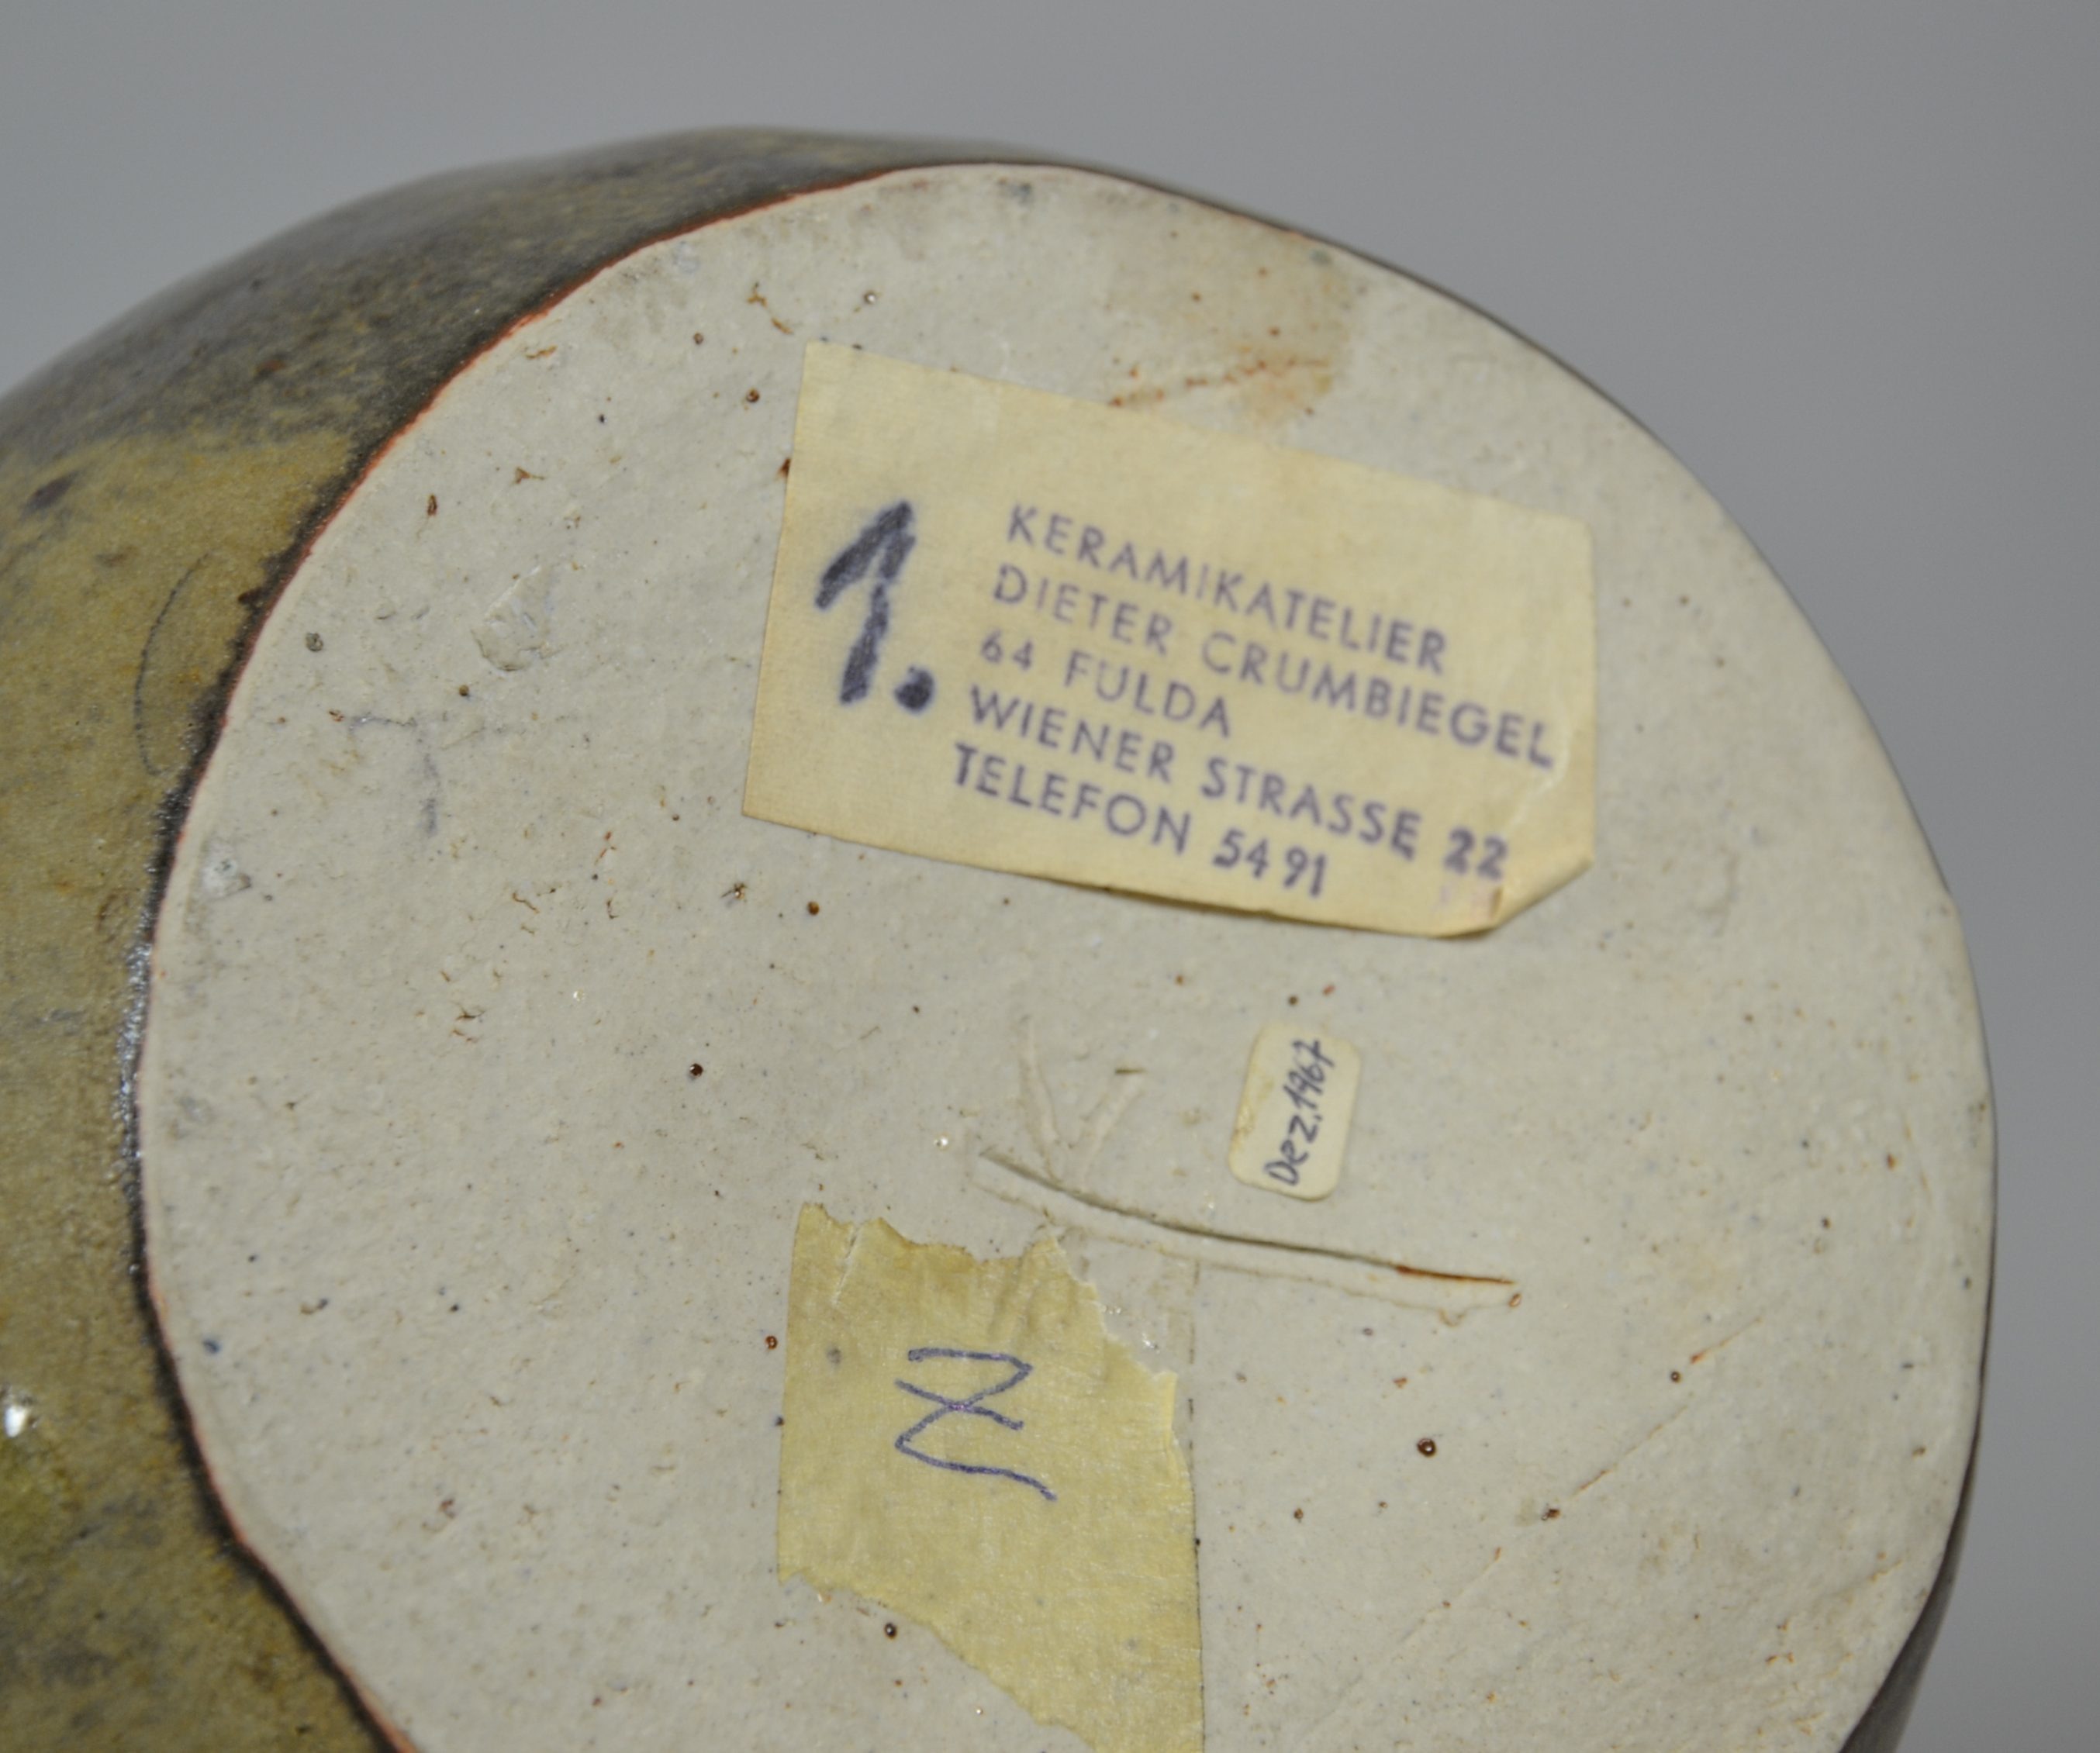 1.
KERAMIKATELIER
DIETER CRUMBIEGEL
64 FULDA
WIENER STRASSE 22
TELEFON 5491
Dez. 1967